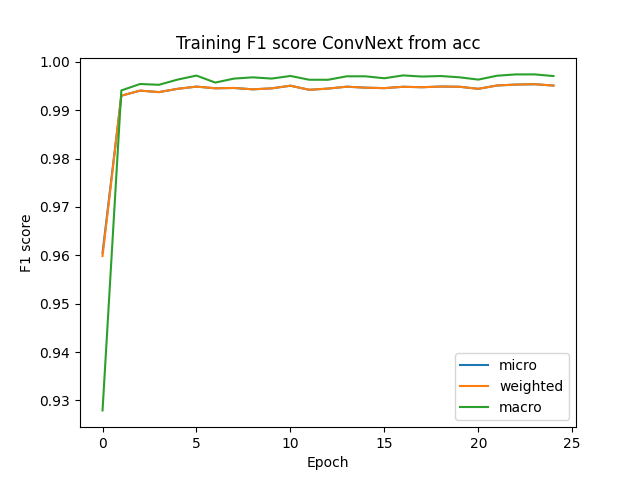 Training F1 score ConvNext from acc
F1 score
1.00
0.99
0.98
0.97
0.96
0.95
0.94
0.93
micro
weighted
macro
0
5
10
15
20
25
Epoch